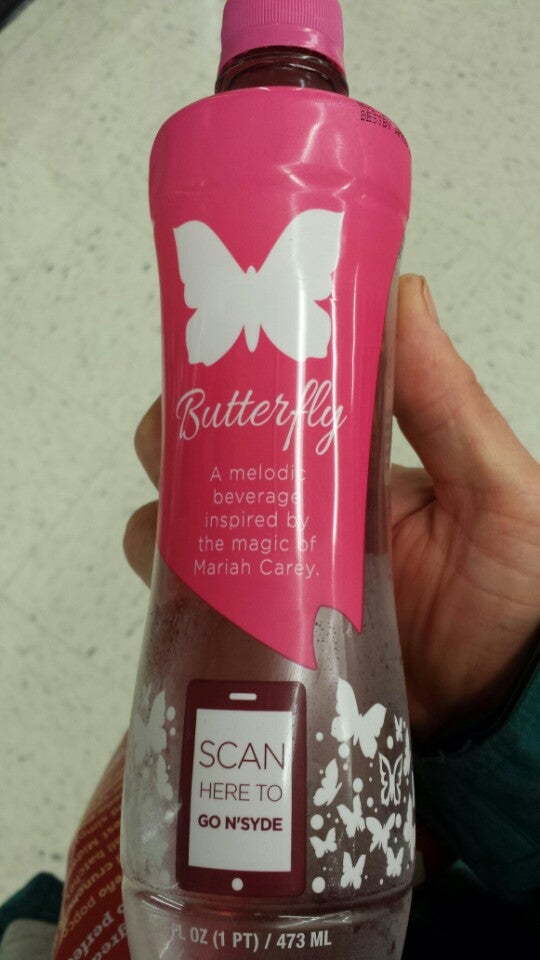 Butterfly
A melodic
beverage
inspired by
the magic of
Mariah Carey.
SCAN
HERE TO
GO N'SYDE
FL OZ (1 PT) / 473 ML